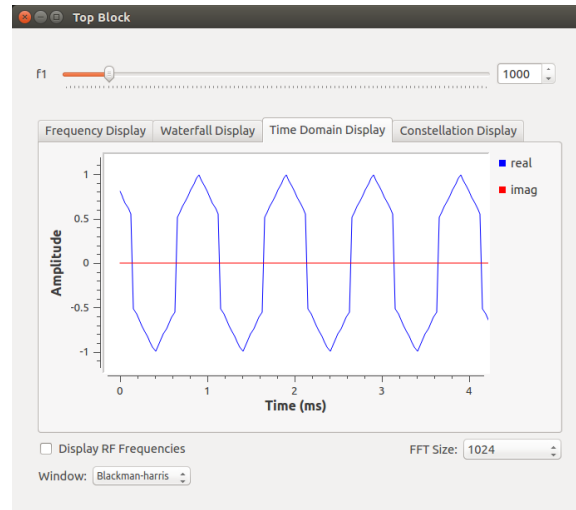 Top Block
f1
1000
Frequency Display Waterfall Display Time Domain Display Constellation Display
real
imag
1
0.5
0
-0.5
-1
Amplitude
0 1 2 3 4
Time (ms)
Display RF Frequencies
FFT Size: 1024
Window: Blackman-harris